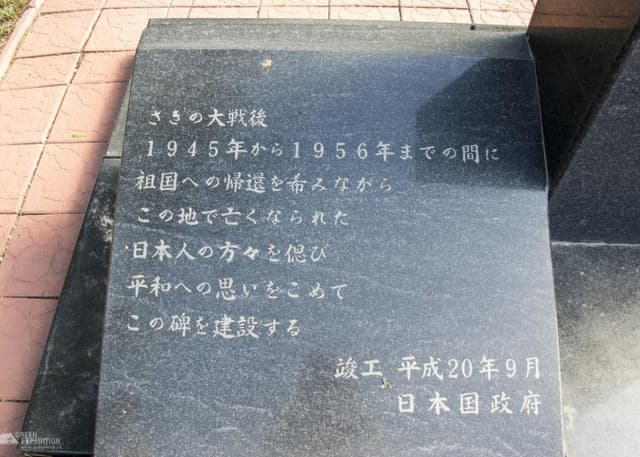 さきの大戦後
1945年から1956年までの間に
祖国への帰還を希みながら
この地で亡くなられた
日本人の方々を偲び
平和への思いをこめて
この碑を建設する
竣工 平成20年9月
日本国政府
GREEN
EXPEDITION